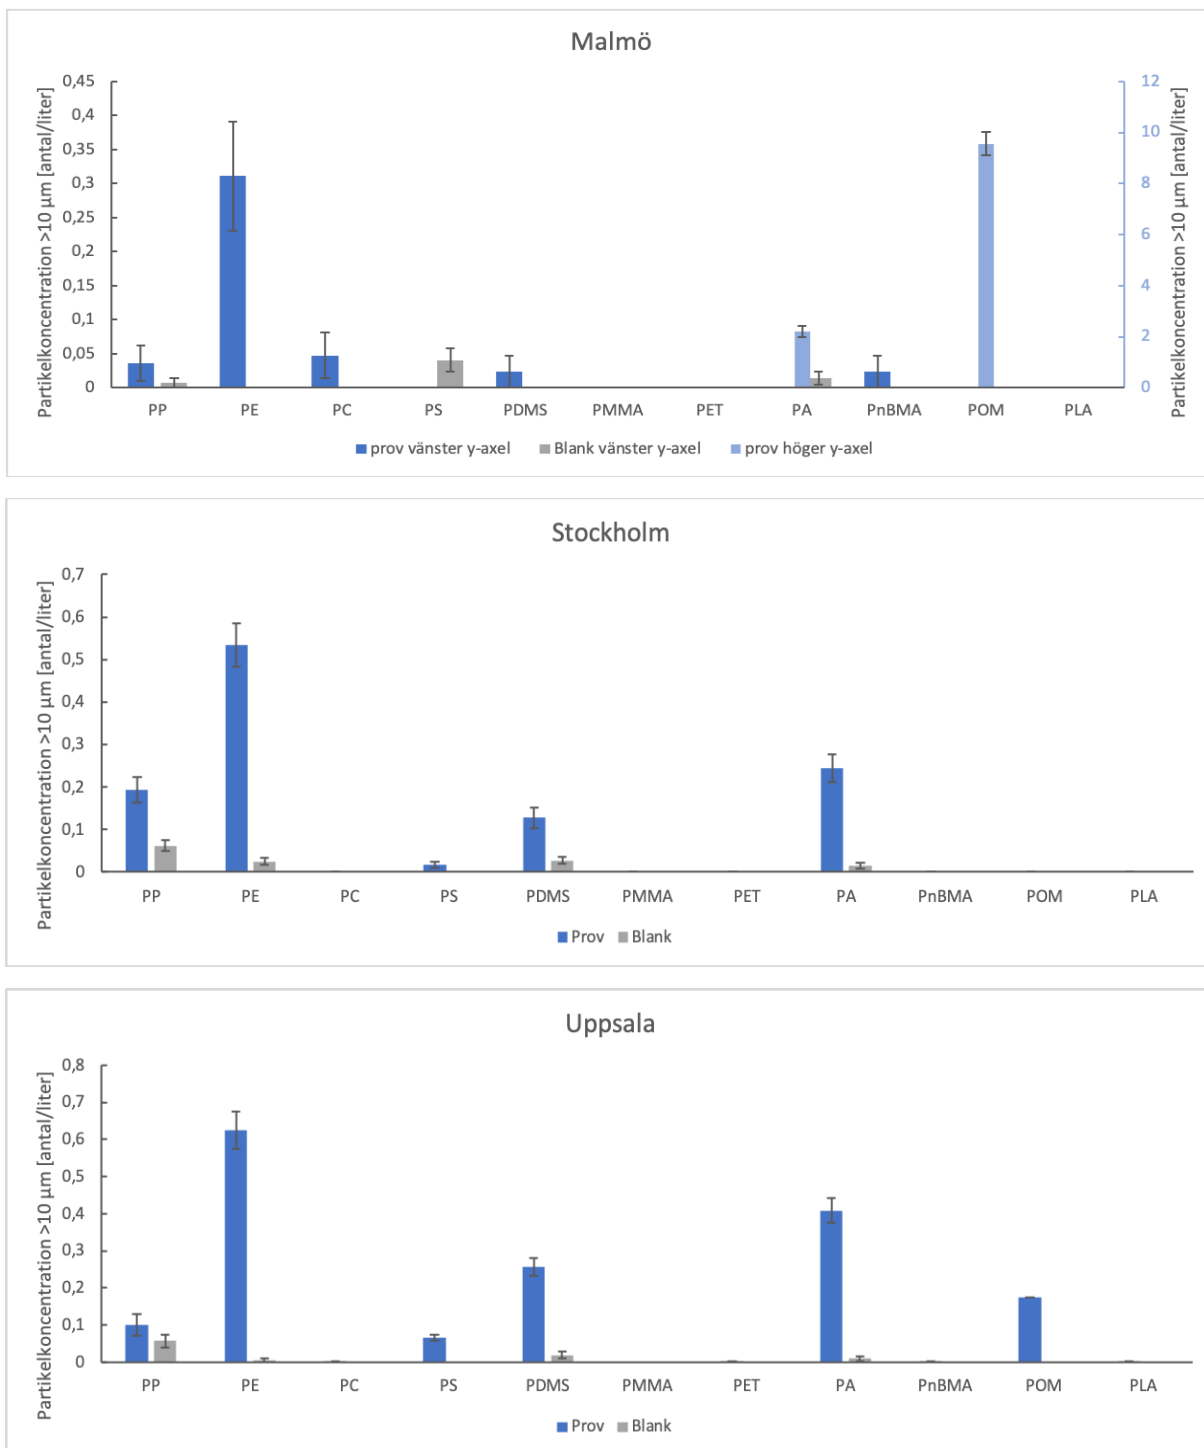 Malmö
Partikelkoncentration >10 µm [antal/liter]
0,45
0,4
0,35
0,3
0,25
0,2
0,15
0,1
0,05
0
12
10
8
6
4
2
0
Partikelkoncentration >10 µm [antal/liter]
PP PE PC PS PDMS PMMA PET PA PnBMA POM PLA
prov vänster y-axel Blank vänster y-axel prov höger y-axel
Stockholm
Partikelkoncentration >10 µm [antal/liter]
0,7
0,6
0,5
0,4
0,3
0,2
0,1
0
PP PE PC PS PDMS PMMA PET PA PnBMA POM PLA
Prov Blank
Uppsala
Partikelkoncentration >10 µm [antal/liter]
0,8
0,7
0,6
0,5
0,4
0,3
0,2
0,1
0
PP PE PC PS PDMS PMMA PET PA PnBMA POM PLA
Prov Blank